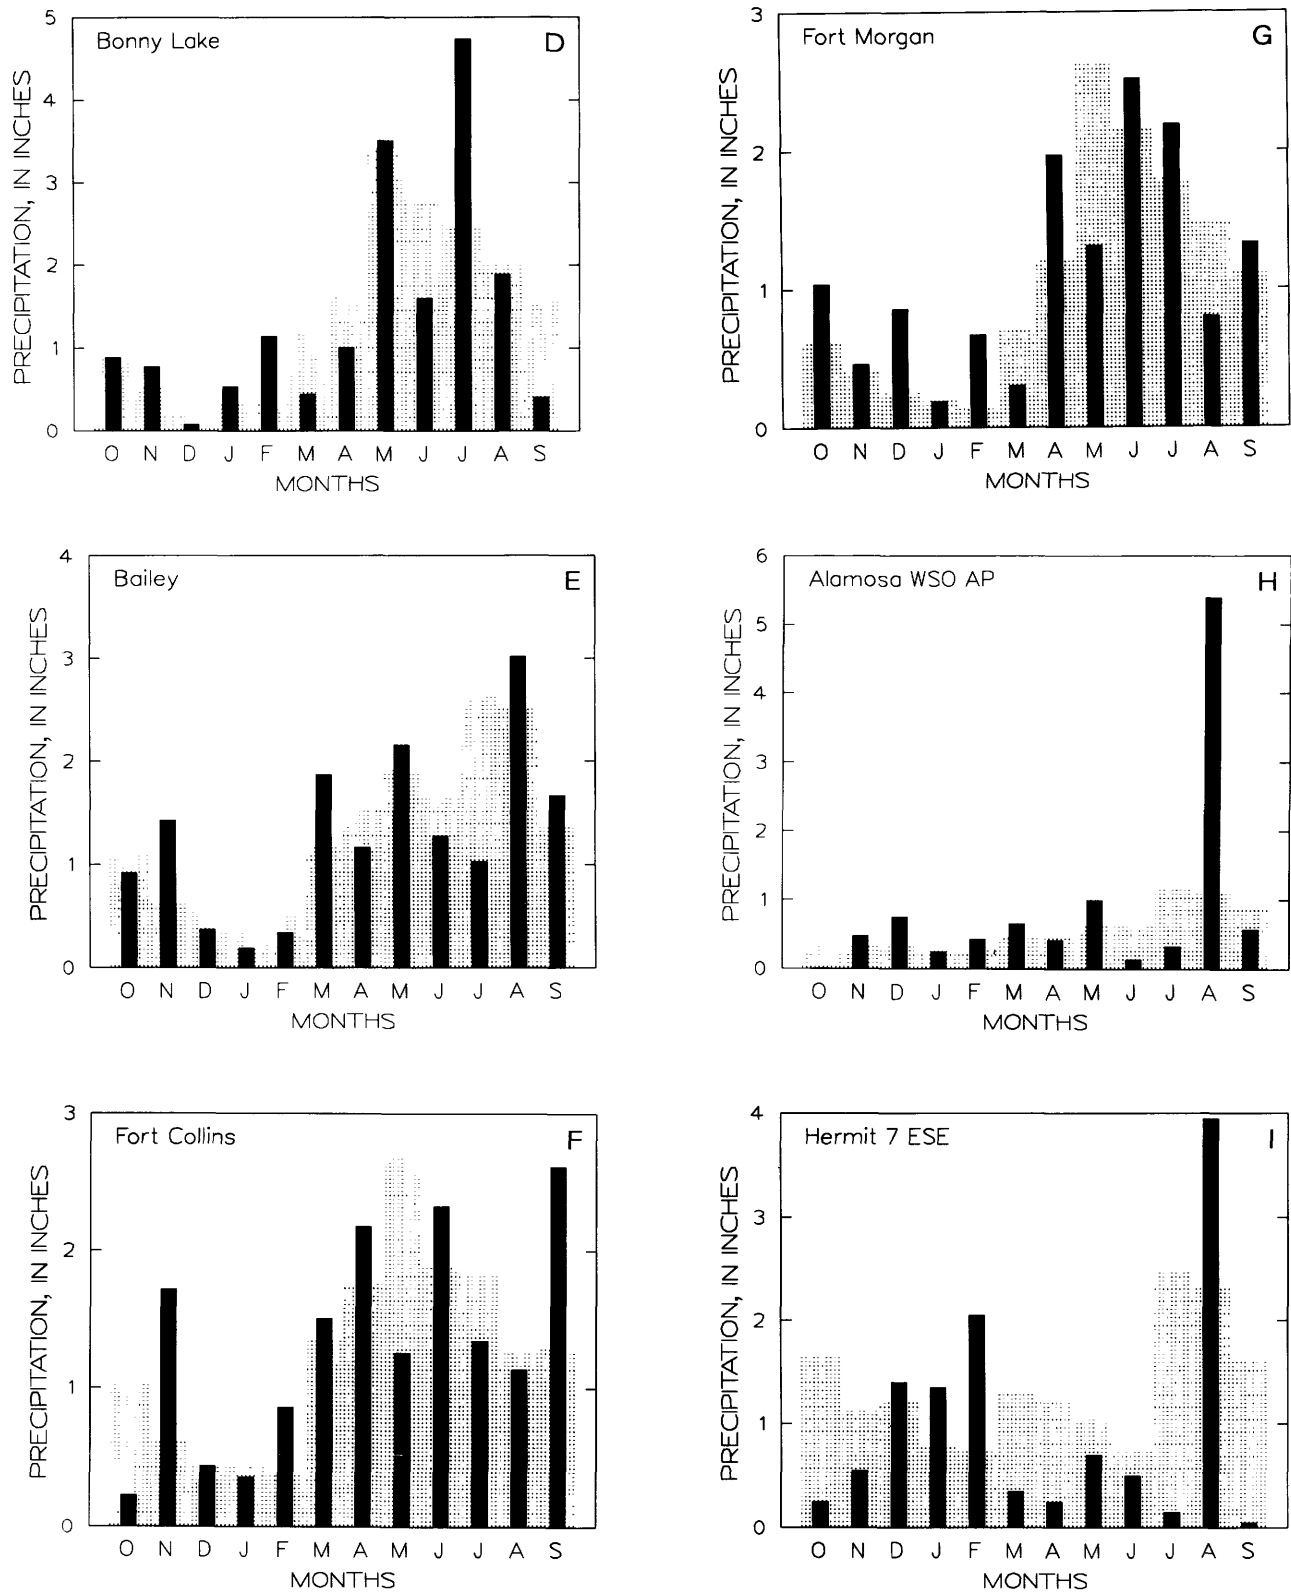 Bonny Lake D
5
4
3
2
1
0
PRECIPITATION, IN INCHES
O N D J F M A M J J A S
MONTHS
Fort Morgan G
3
2
1
0
PRECIPITATION, IN INCHES
O N D J F M A M J J A S
MONTHS
Bailey E
4
3
2
1
0
PRECIPITATION, IN INCHES
O N D J F M A M J J A S
MONTHS
Alamosa WSO AP H
6
5
4
3
2
1
0
PRECIPITATION, IN INCHES
O N D J F M A M J J A S
MONTHS
Fort Collins F
3
2
1
0
PRECIPITATION, IN INCHES
O N D J F M A M J J A S
MONTHS
Hermit 7 ESE I
4
3
2
1
0
PRECIPITATION, IN INCHES
O N D J F M A M J J A S
MONTHS